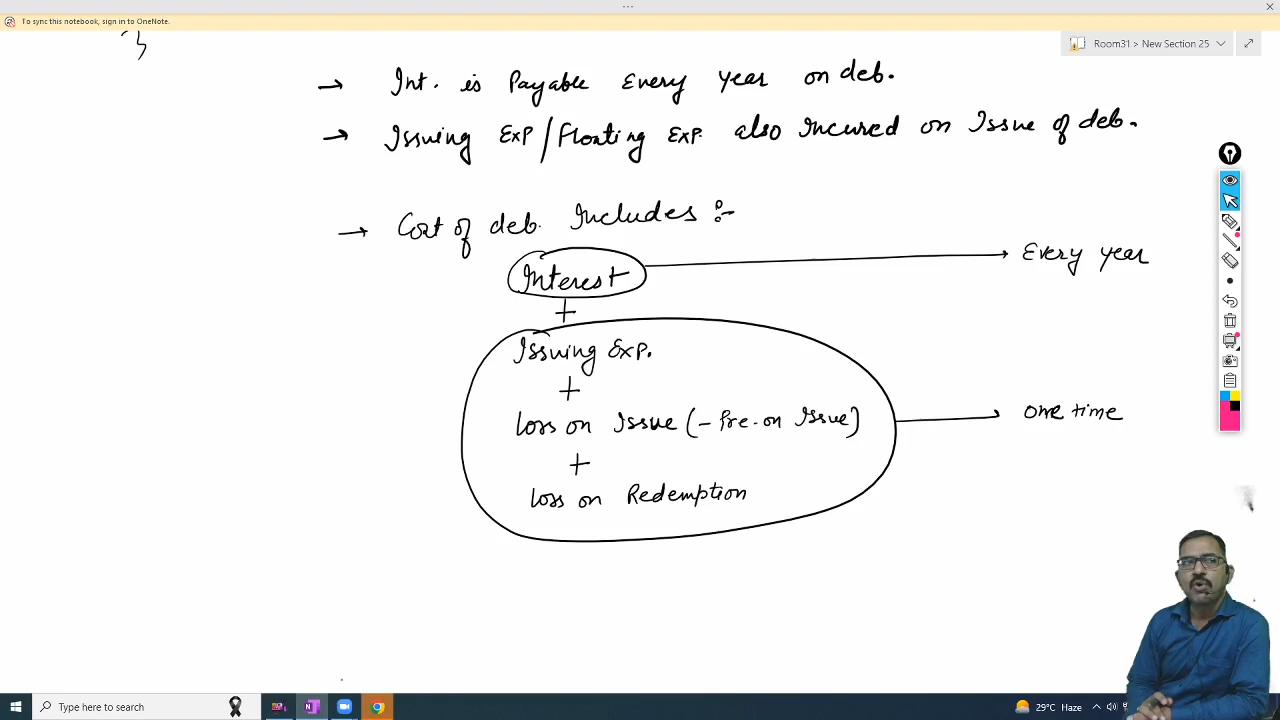 To sync this notebook, sign in to OneNote.
Room31 > New Section 25
→ Int. is Payable Every year on deb.
→ Issuing Exp/Floating Exp. also Incured on Issue of deb.
→ Cost of deb. Includes :-
Interest → Every year
+
Issuing Exp.
+
Loss on Issue (- Pre. on Issue) → one time
+
Loss on Redemption
Type here to search
29°C Haze